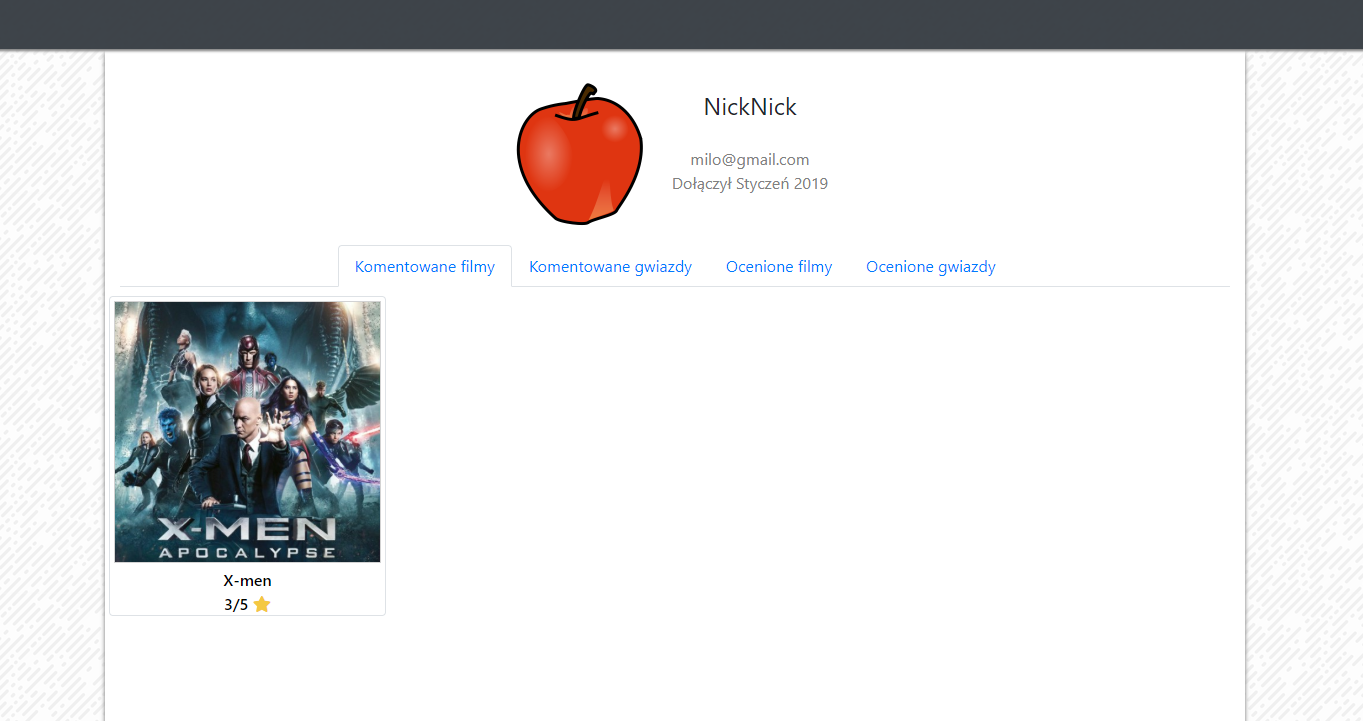 NickNick
milo@gmail.com
Dołączył Styczeń 2019
Komentowane filmy
Komentowane gwiazdy
Ocenione filmy
Ocenione gwiazdy
X-MEN
APOCALYPSE
X-men
3/5